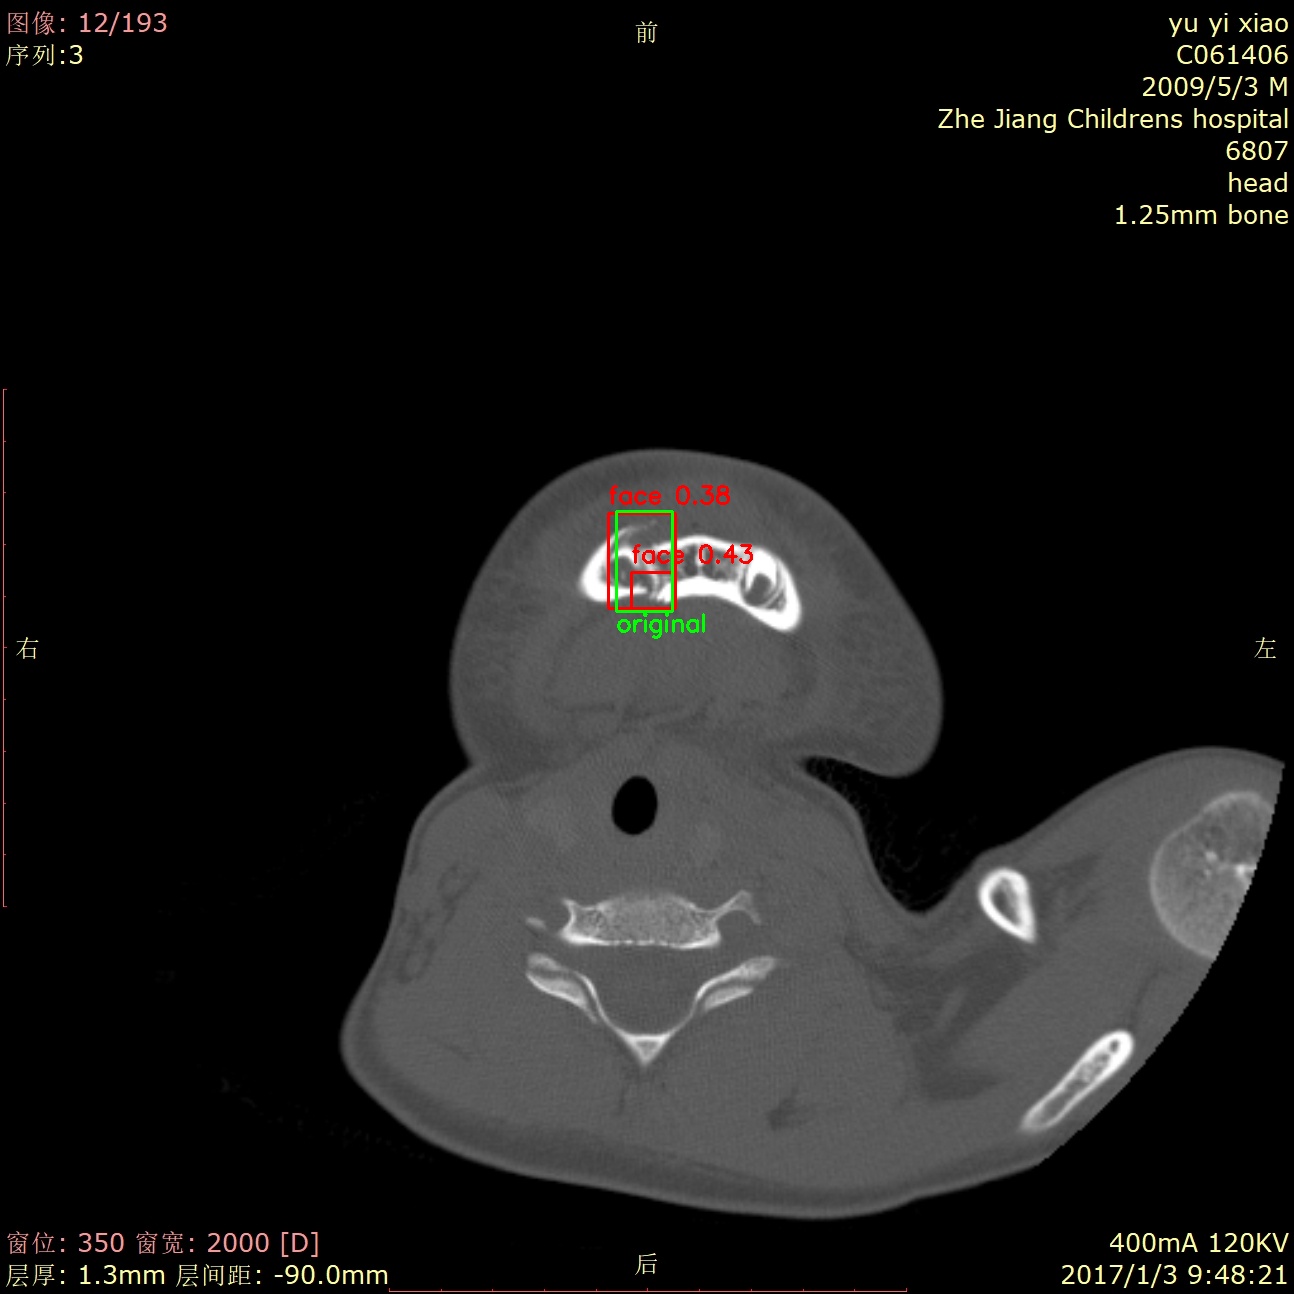 图像: 12/193
序列:3
前
yu yi xiao
C061406
2009/5/3 M
Zhe Jiang Childrens hospital
6807
head
1.25mm bone
face 0.38
face 0.43
original
右
左
窗位: 350 窗宽: 2000 [D]
层厚: 1.3mm 层间距: -90.0mm
后
400mA 120KV
2017/1/3 9:48:21